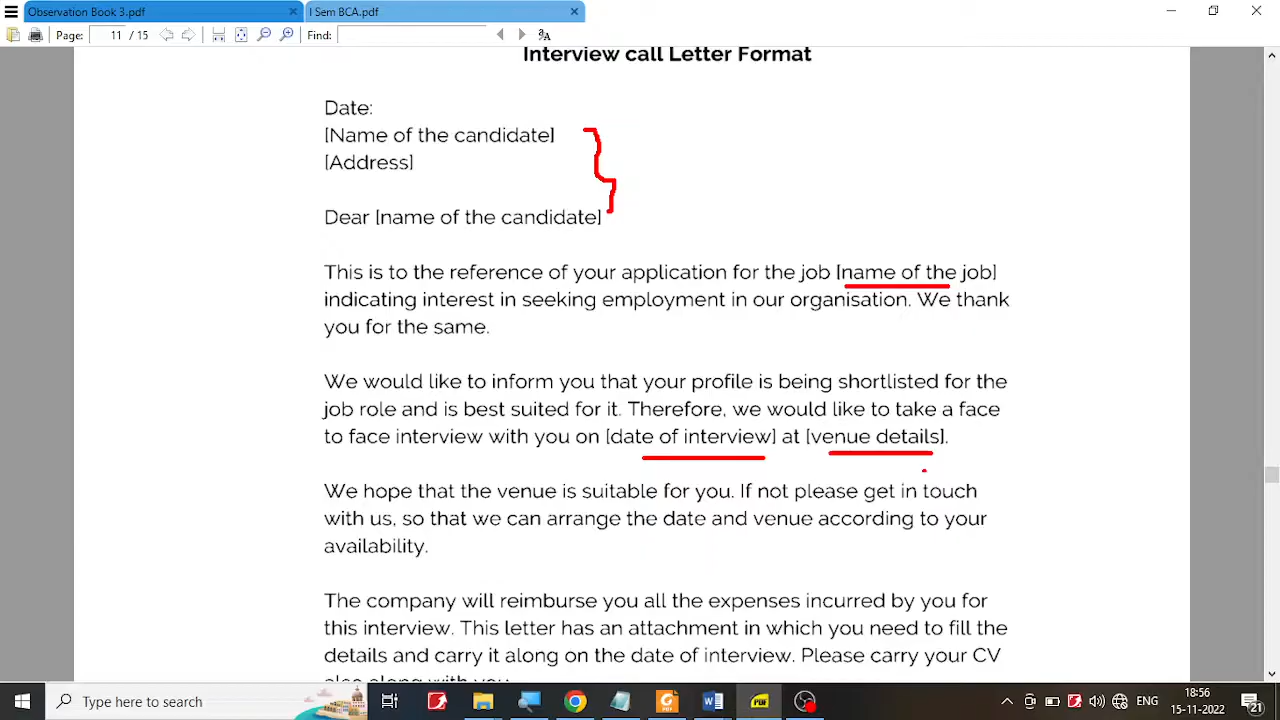 Observation Book 3.pdf
I Sem BCA.pdf
Page: 11 / 15
Find:
Interview call Letter Format
Date:
[Name of the candidate]
[Address]
Dear [name of the candidate]
This is to the reference of your application for the job [name of the job]
indicating interest in seeking employment in our organisation. We thank
you for the same.
We would like to inform you that your profile is being shortlisted for the
job role and is best suited for it. Therefore, we would like to take a face
to face interview with you on [date of interview] at [venue details].
We hope that the venue is suitable for you. If not please get in touch
with us, so that we can arrange the date and venue according to your
availability.
The company will reimburse you all the expenses incurred by you for
this interview. This letter has an attachment in which you need to fill the
details and carry it along on the date of interview. Please carry your CV
also along with you.
Type here to search
PDF
ENG
18:56
15-11-2022
21